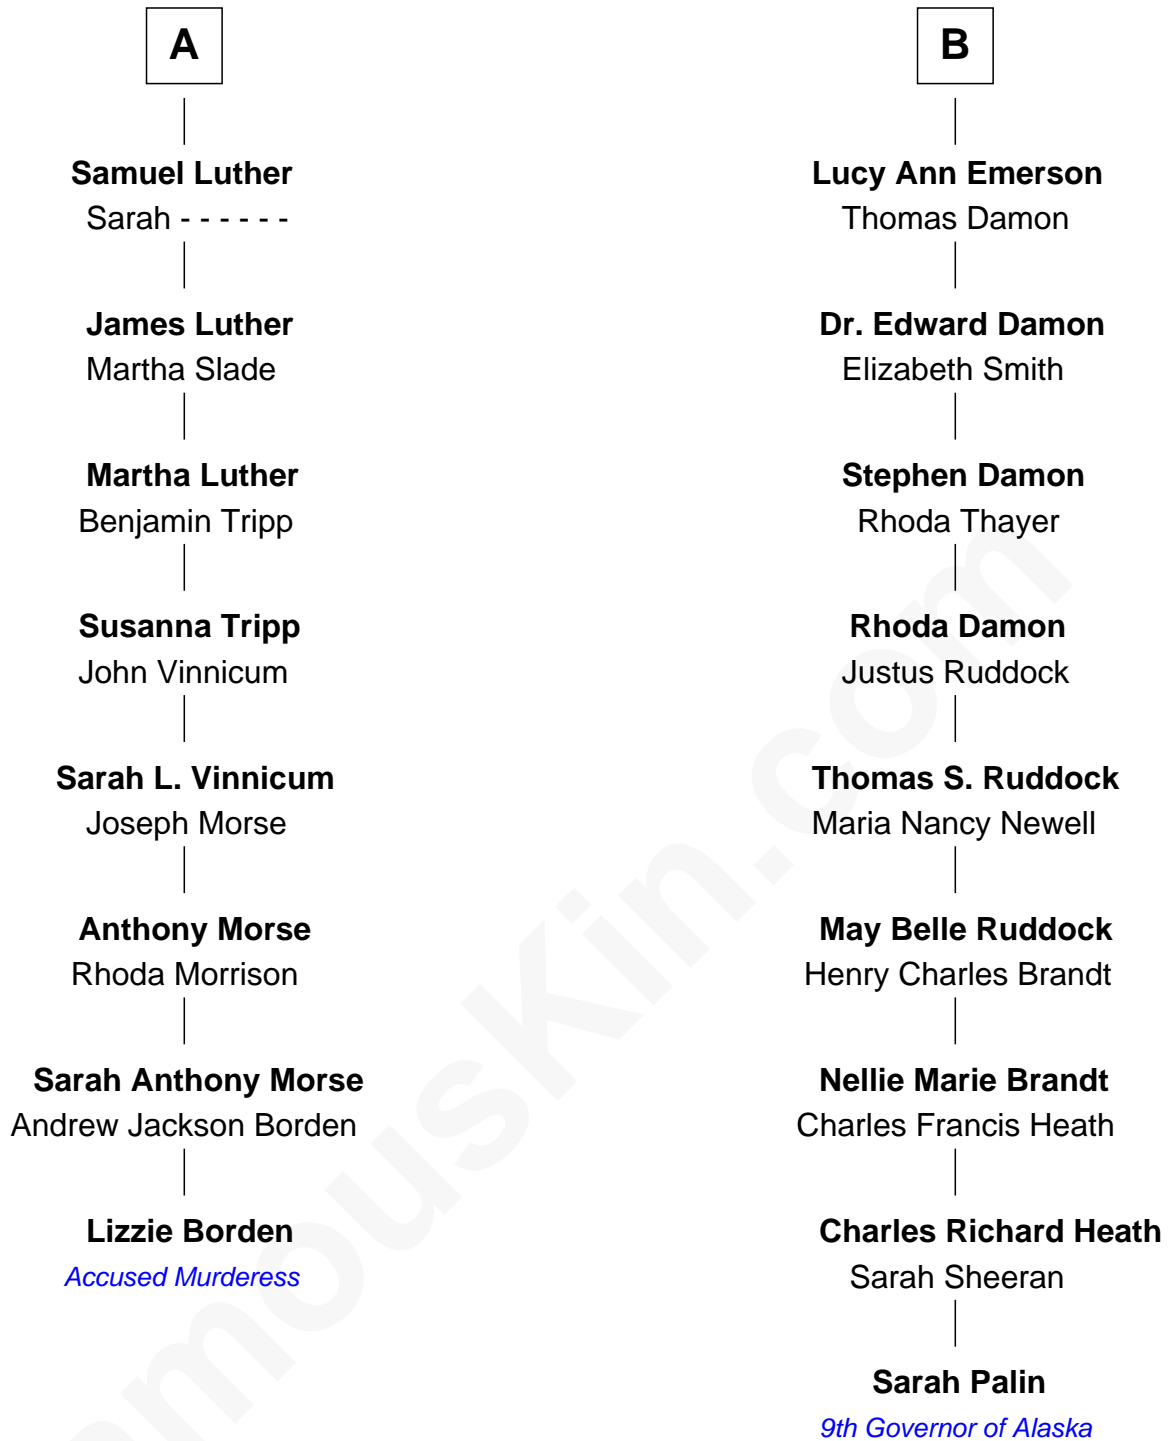 A
Samuel Luther
Sarah - - - - - -
James Luther
Martha Slade
Martha Luther
Benjamin Tripp
Susanna Tripp
John Vinnicum
Sarah L. Vinnicum
Joseph Morse
Anthony Morse
Rhoda Morrison
Sarah Anthony Morse
Andrew Jackson Borden
Lizzie Borden
Accused Murderess
B
Lucy Ann Emerson
Thomas Damon
Dr. Edward Damon
Elizabeth Smith
Stephen Damon
Rhoda Thayer
Rhoda Damon
Justus Ruddock
Thomas S. Ruddock
Maria Nancy Newell
May Belle Ruddock
Henry Charles Brandt
Nellie Marie Brandt
Charles Francis Heath
Charles Richard Heath
Sarah Sheeran
Sarah Palin
9th Governor of Alaska
amouskin.com